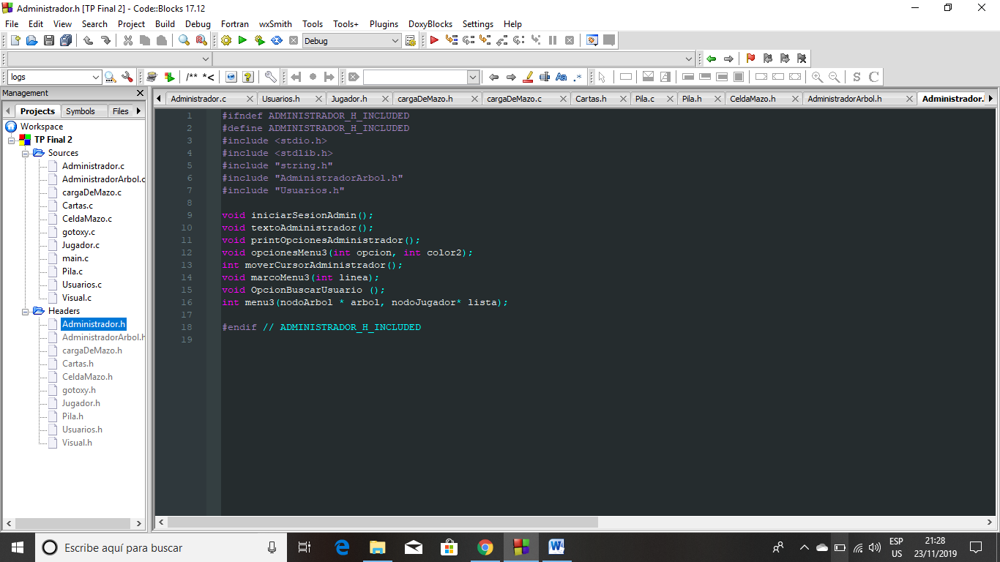 Administrador.h [TP Final 2] - Code::Blocks 17.12
File Edit View Search Project Build Debug Fortran wxSmith Tools Tools+ Plugins DoxyBlocks Settings Help
Debug
logs /** *<
Management
Projects Symbols Files
Administrador.c Usuarios.h Jugador.h cargaDeMazo.h cargaDeMazo.c Cartas.h Pila.c Pila.h CeldaMazo.h AdministradorArbol.h Administrador.
Workspace
TP Final 2
Sources
Administrador.c
AdministradorArbol.c
cargaDeMazo.c
Cartas.c
CeldaMazo.c
gotoxy.c
Jugador.c
main.c
Pila.c
Usuarios.c
Visual.c
Headers
Administrador.h
AdministradorArbol.h
cargaDeMazo.h
Cartas.h
CeldaMazo.h
gotoxy.h
Jugador.h
Pila.h
Usuarios.h
Visual.h
1 #ifndef ADMINISTRADOR_H_INCLUDED
2 #define ADMINISTRADOR_H_INCLUDED
3 #include <stdio.h>
4 #include <stdlib.h>
5 #include "string.h"
6 #include "AdministradorArbol.h"
7 #include "Usuarios.h"
8
9 void iniciarSesionAdmin();
10 void textoAdministrador();
11 void printOpcionesAdministrador();
12 void opcionesMenu3(int opcion, int color2);
13 int moverCursorAdministrador();
14 void marcoMenu3(int linea);
15 void OpcionBuscarUsuario ();
16 int menu3(nodoArbol * arbol, nodoJugador* lista);
17
18 #endif // ADMINISTRADOR_H_INCLUDED
19
Escribe aquí para buscar
ESP
US
21:28
23/11/2019